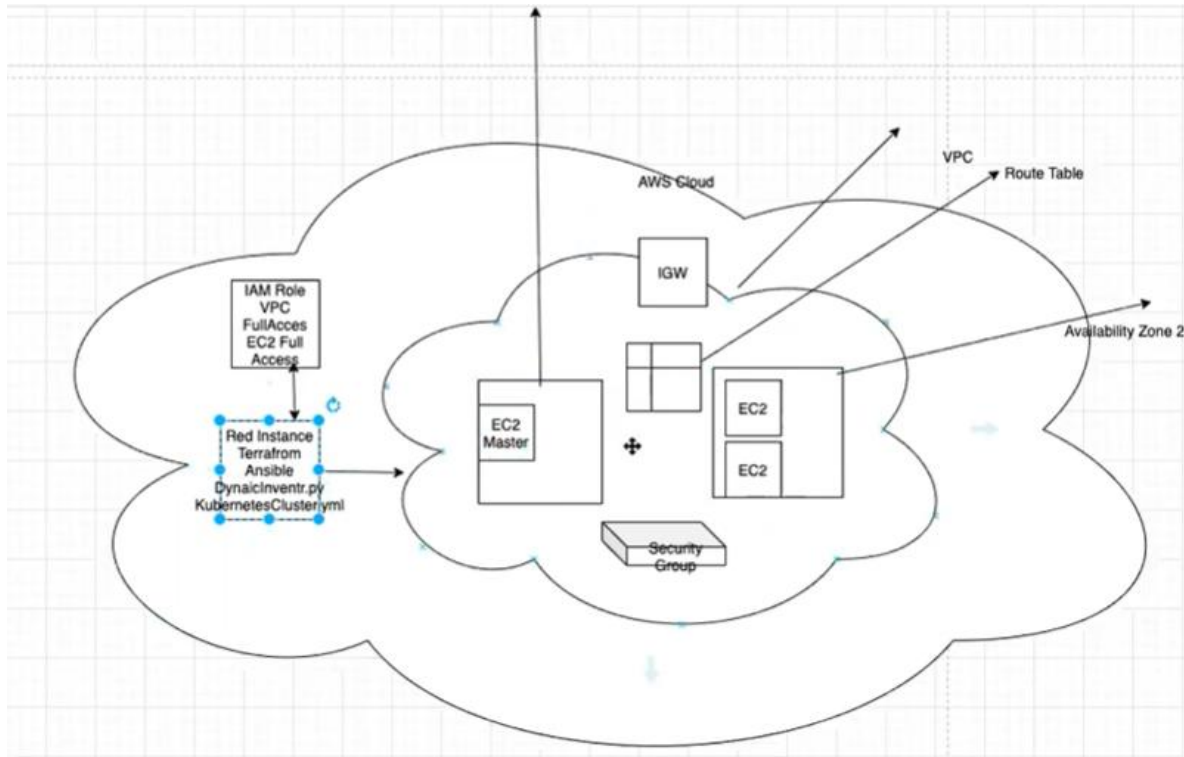 AWS Cloud
VPC
Route Table
IGW
IAM Role
VPC
FullAcces
EC2 Full
Access
Availability Zone 2
EC2
Master
EC2
EC2
Red Instance
Terrafrom
Ansible
DynaicInventr.py
KubernetesCluster.yml
Security
Group